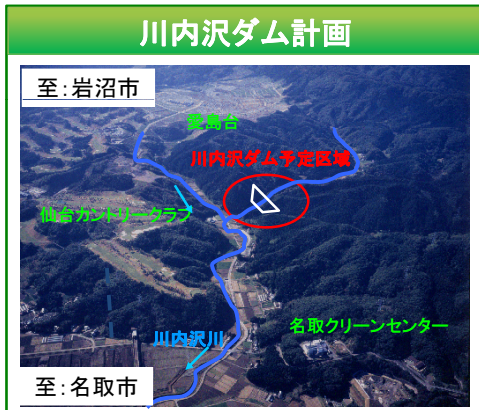 川内沢ダム計画
至：岩沼市
愛島台
川内沢ダム予定区域
仙台カントリークラブ
川内沢川
名取クリーンセンター
至：名取市